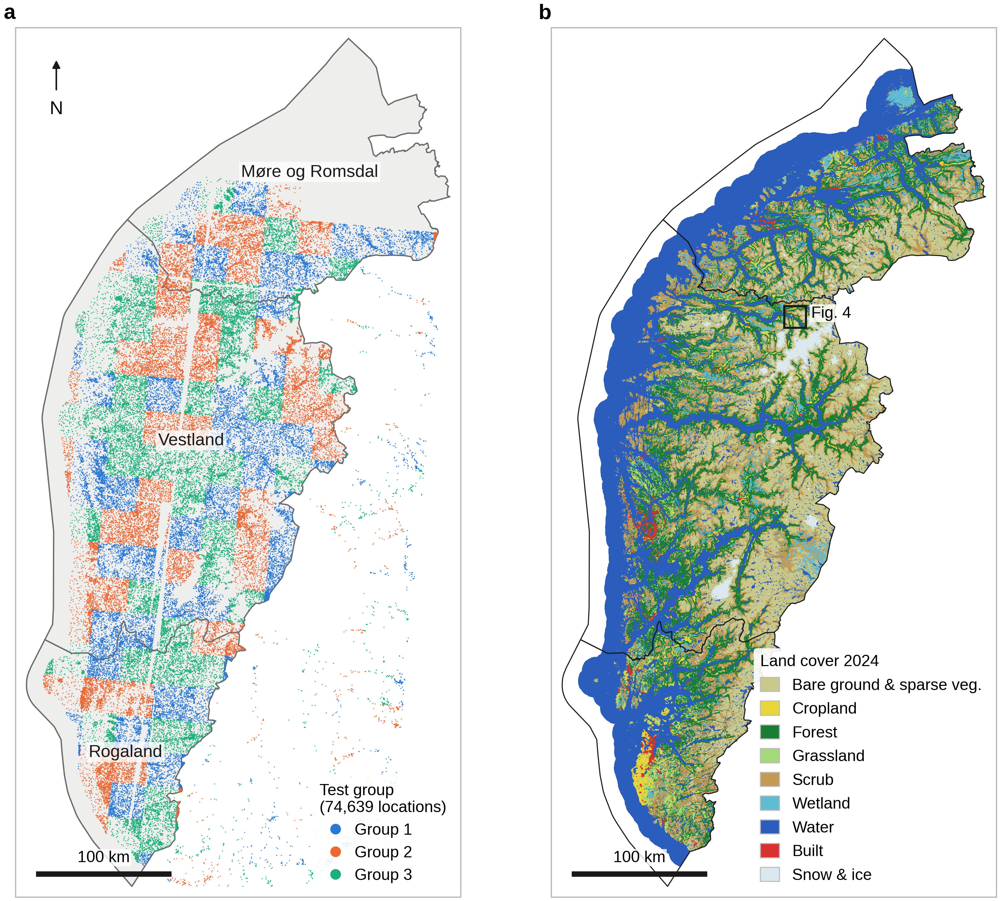 a
N
Møre og Romsdal
Vestland
Rogaland
Test group
(74,639 locations)
Group 1
Group 2
Group 3
100 km
b
Fig. 4
Land cover 2024
Bare ground & sparse veg.
Cropland
Forest
Grassland
Scrub
Wetland
Water
Built
Snow & ice
100 km